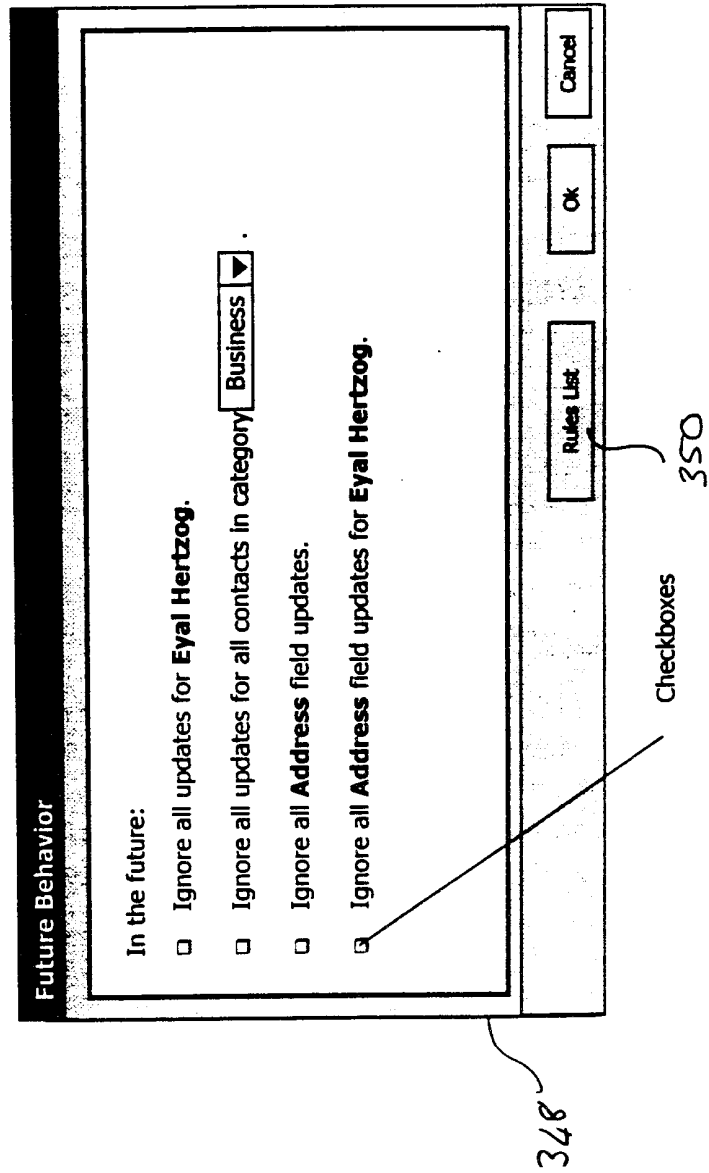 Future Behavior
In the future:
Ignore all updates for Eyal Hertzog.
Ignore all updates for all contacts in category Business .
Ignore all Address field updates.
Ignore all Address field updates for Eyal Hertzog.
Rules List
Ok
Cancel
348
Checkboxes
350